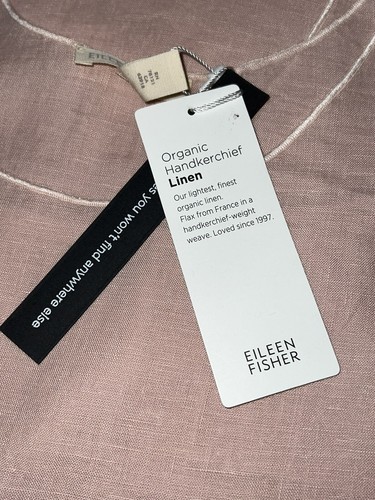 Organic
Handkerchief
Linen
Our lightest, finest
organic linen.
Flax from France in a
handkerchief-weight
weave. Loved since 1997.
EILEEN
FISHER
you won't find anywhere else